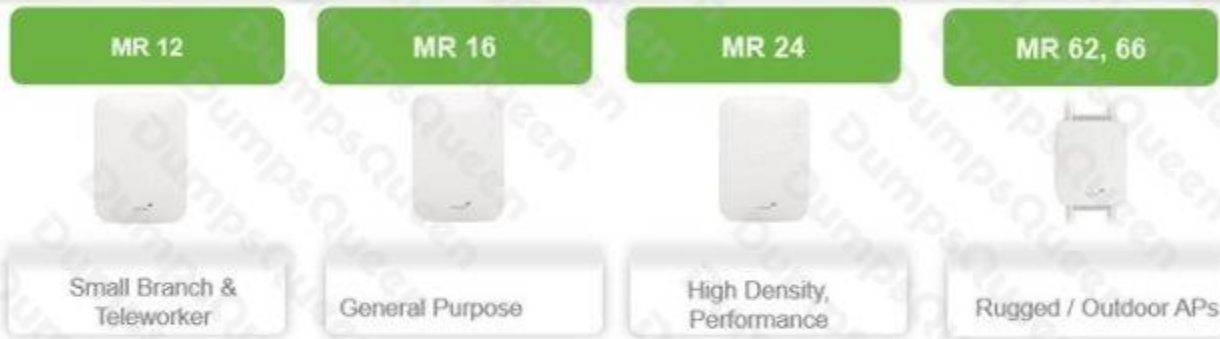 MR 12
MR 16
MR 24
MR 62, 66
Small Branch &
Teleworker
General Purpose
High Density,
Performance
Rugged / Outdoor APs
DumpsQueen